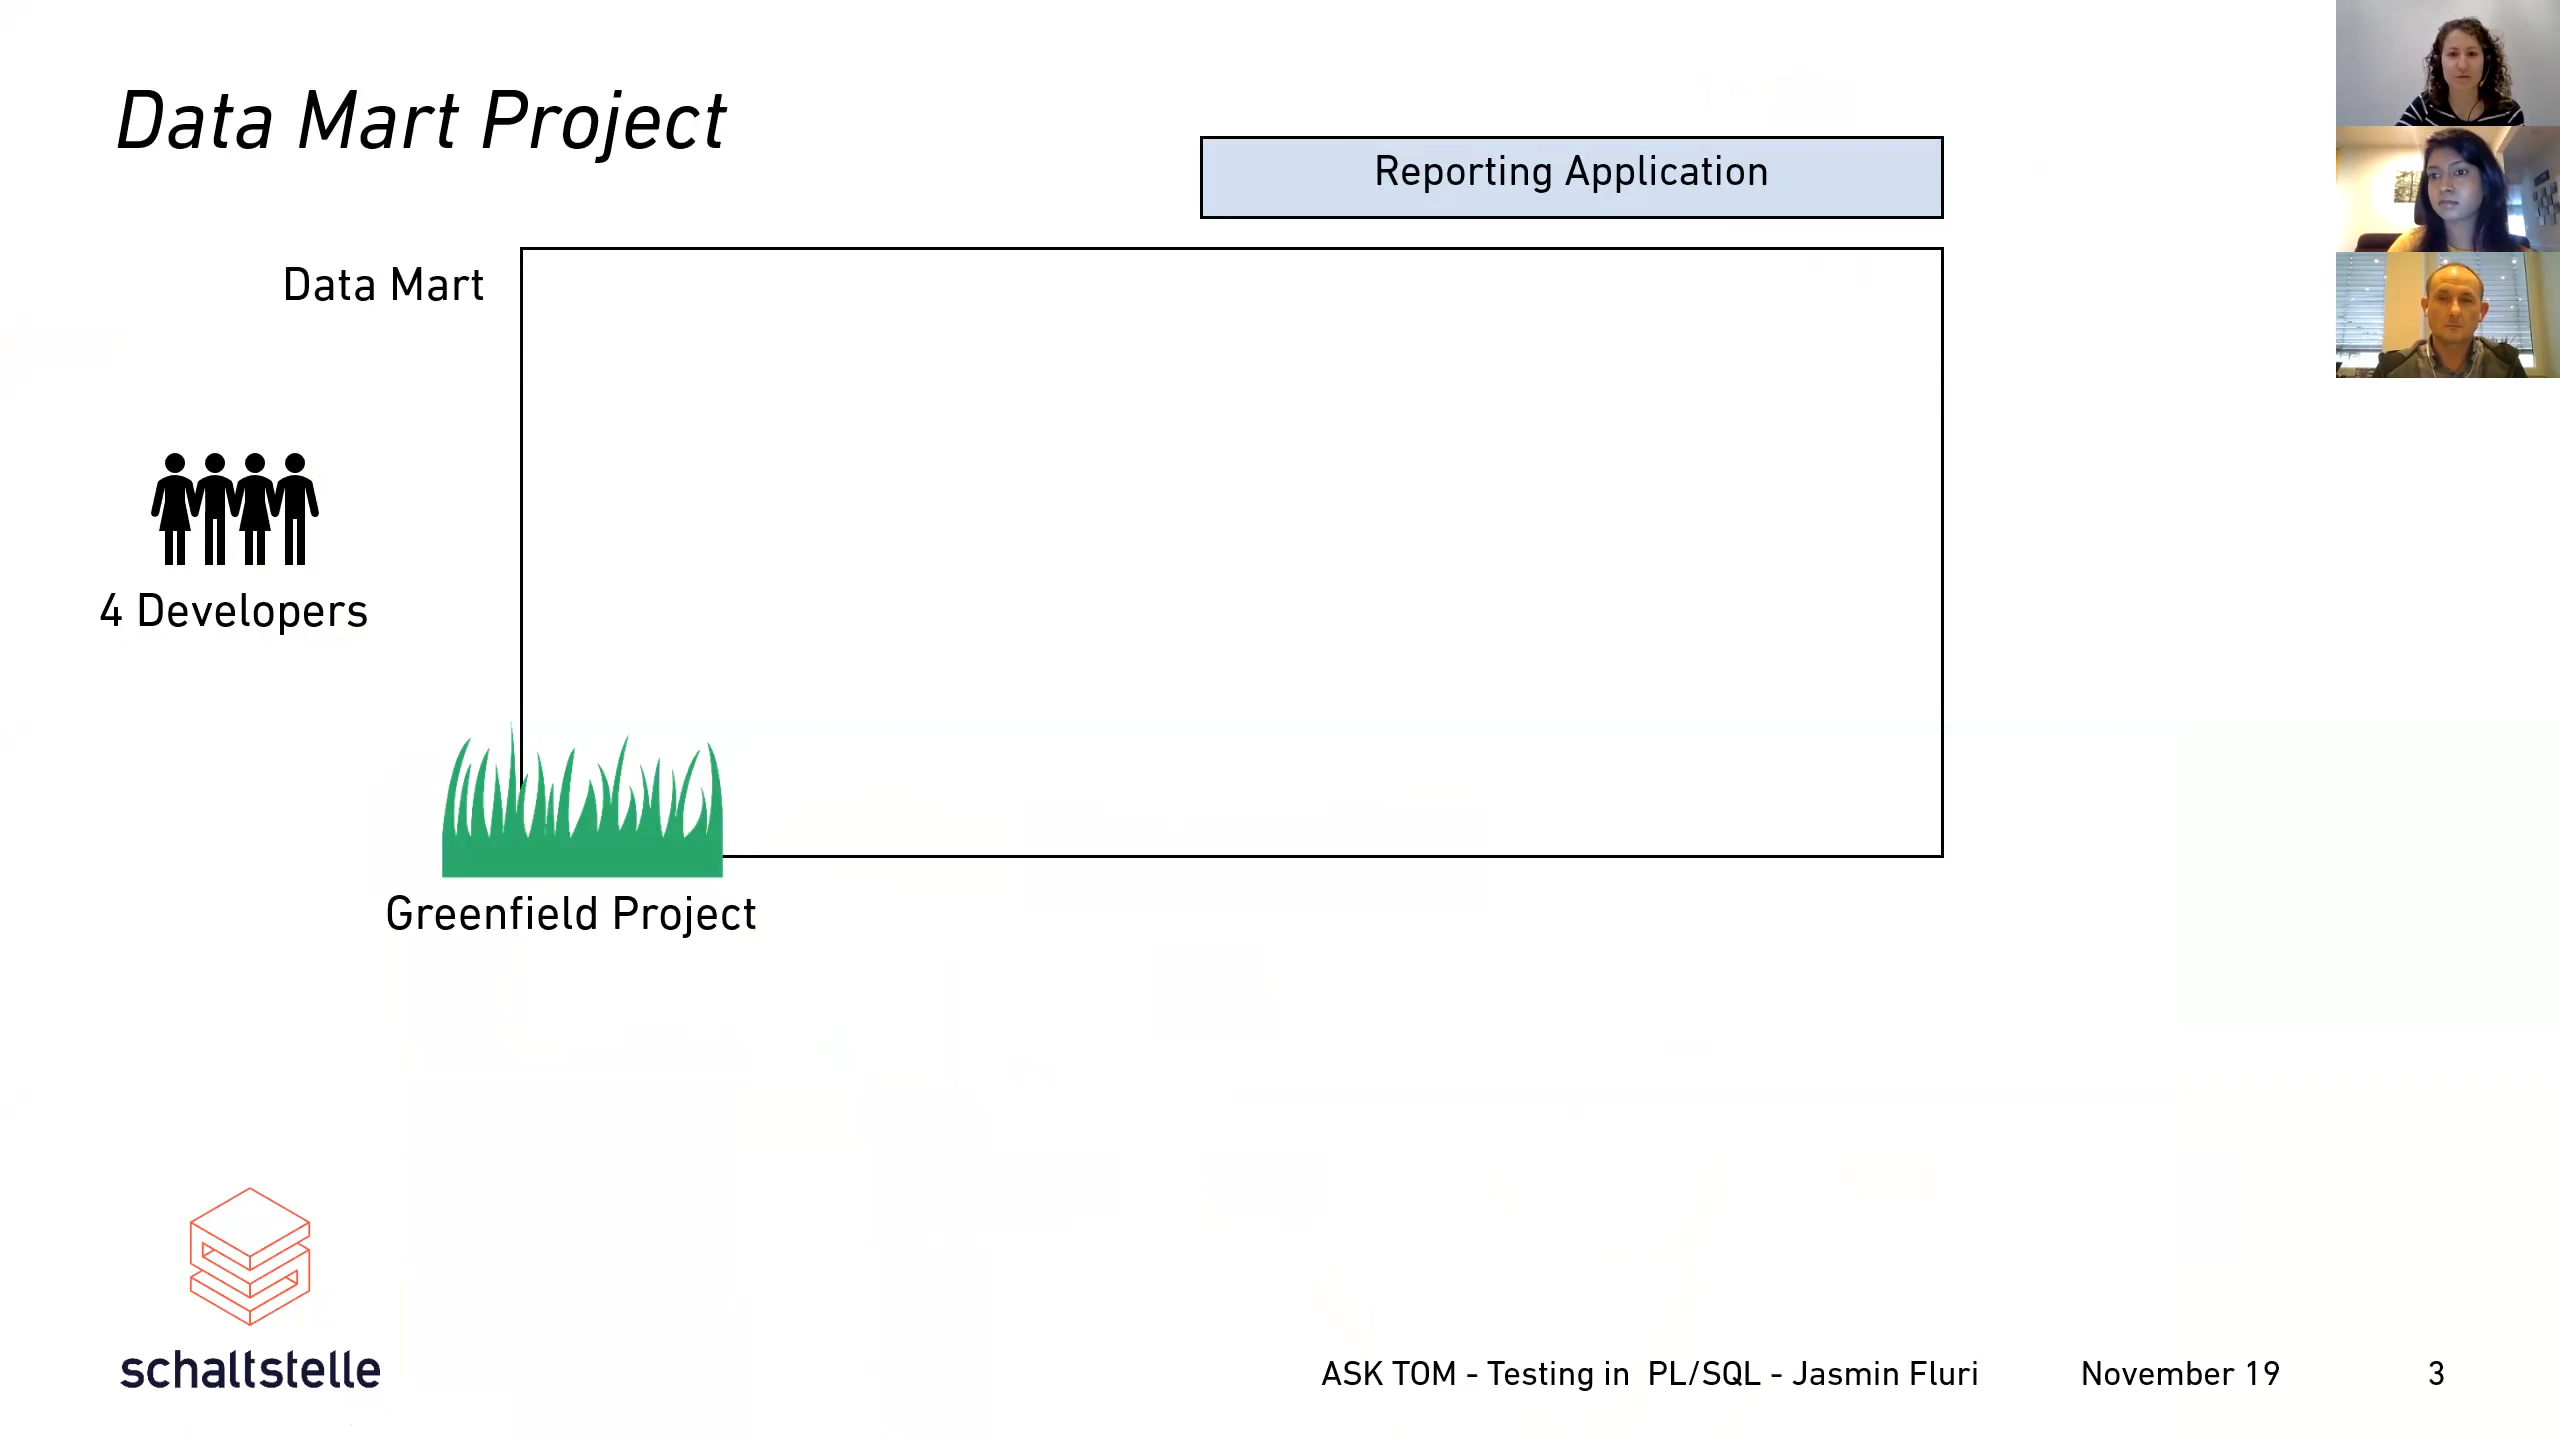 Data Mart Project
Reporting Application
Data Mart
4 Developers
Greenfield Project
schaltstelle
ASK TOM - Testing in  PL/SQL - Jasmin Fluri
November 19
3